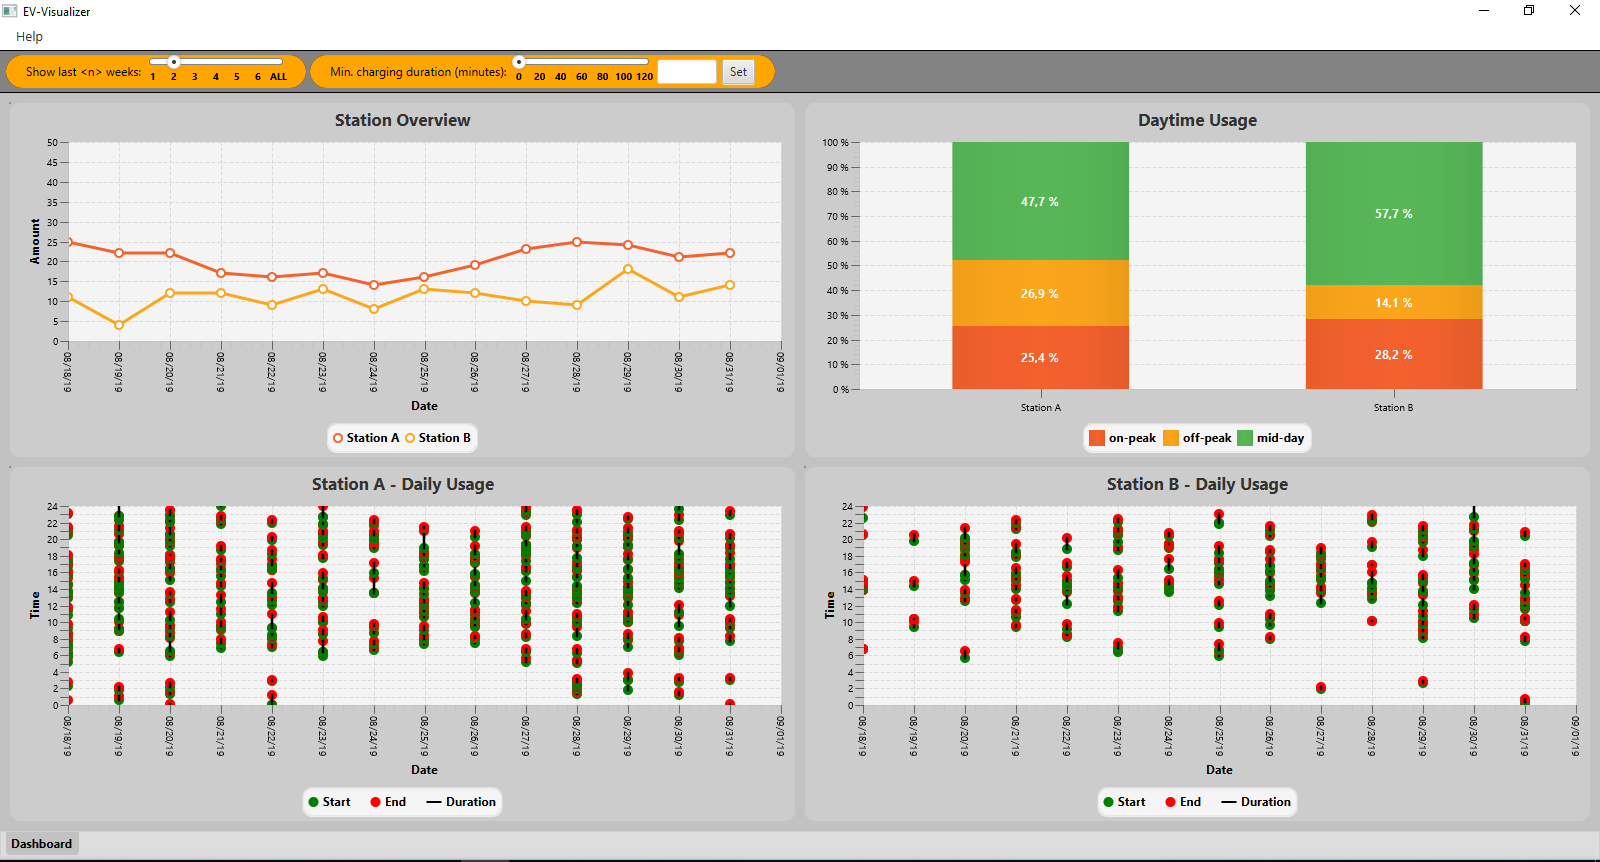 EV-Visualizer
Help
Show last <n> weeks:
1 2 3 4 5 6 ALL
Min. charging duration (minutes):
0 20 40 60 80 100 120
Set
Station Overview
Amount
50
45
40
35
30
25
20
15
10
5
0
08/18/19 08/19/19 08/20/19 08/21/19 08/22/19 08/23/19 08/24/19 08/25/19 08/26/19 08/27/19 08/28/19 08/29/19 08/30/19 08/31/19 09/01/19
Date
Station A Station B
Daytime Usage
100 %
90 %
80 %
70 %
60 %
50 %
40 %
30 %
20 %
10 %
0 %
47,7 %
26,9 %
25,4 %
57,7 %
14,1 %
28,2 %
Station A Station B
on-peak off-peak mid-day
Station A - Daily Usage
Time
24
22
20
18
16
14
12
10
8
6
4
2
0
08/18/19 08/19/19 08/20/19 08/21/19 08/22/19 08/23/19 08/24/19 08/25/19 08/26/19 08/27/19 08/28/19 08/29/19 08/30/19 08/31/19 09/01/19
Date
Start End Duration
Station B - Daily Usage
Time
24
22
20
18
16
14
12
10
8
6
4
2
0
08/18/19 08/19/19 08/20/19 08/21/19 08/22/19 08/23/19 08/24/19 08/25/19 08/26/19 08/27/19 08/28/19 08/29/19 08/30/19 08/31/19 09/01/19
Date
Start End Duration
Dashboard